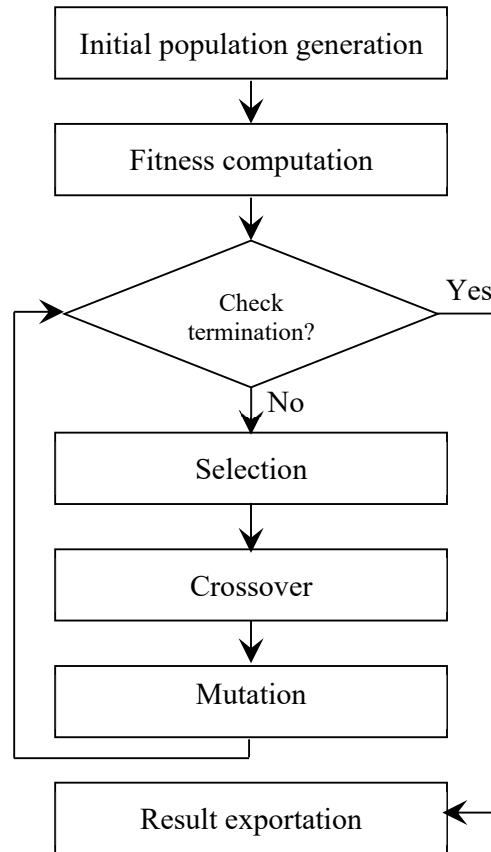 Initial population generation
Fitness computation
Check
termination?
Yes
No
Selection
Crossover
Mutation
Result exportation